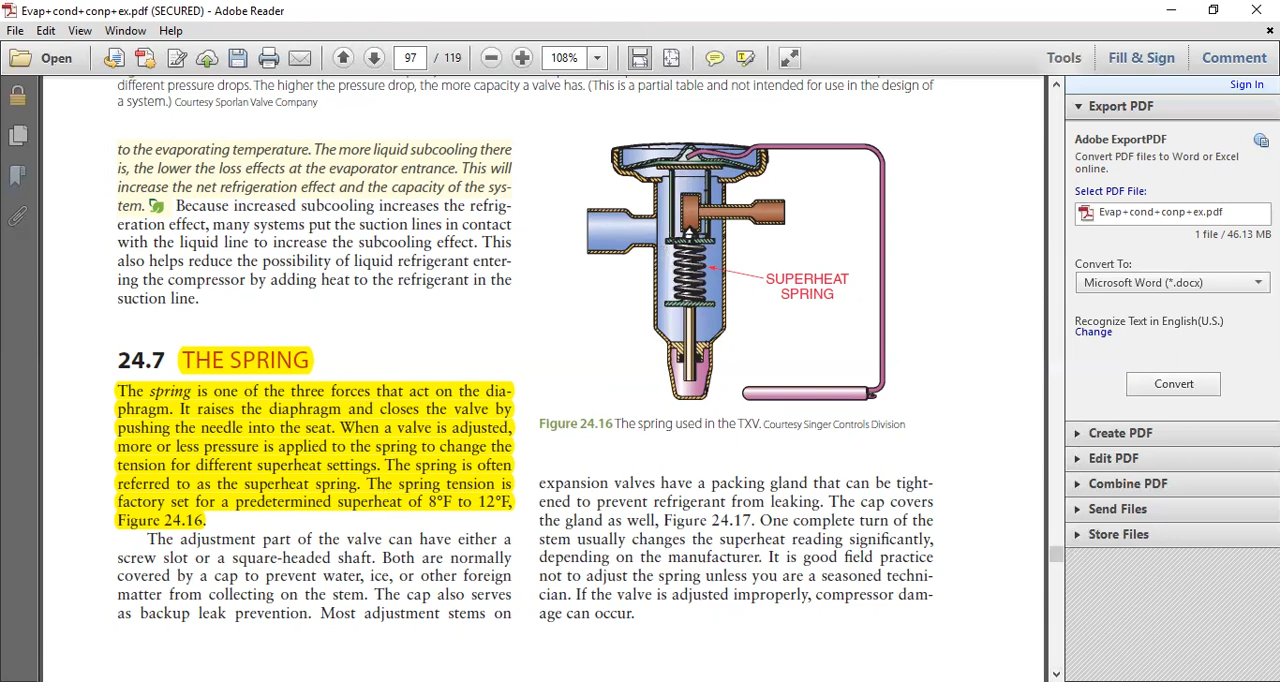 Evap+cond+conp+ex.pdf (SECURED) - Adobe Reader
File Edit View Window Help
Open 97 / 119 108% Tools Fill & Sign Comment
different pressure drops. The higher the pressure drop, the more capacity a valve has. (This is a partial table and not intended for use in the design of
a system.) Courtesy Sporlan Valve Company
to the evaporating temperature. The more liquid subcooling there
is, the lower the loss effects at the evaporator entrance. This will
increase the net refrigeration effect and the capacity of the sys-
tem. Because increased subcooling increases the refrig-
eration effect, many systems put the suction lines in contact
with the liquid line to increase the subcooling effect. This
also helps reduce the possibility of liquid refrigerant enter-
ing the compressor by adding heat to the refrigerant in the
suction line.
24.7 THE SPRING
The spring is one of the three forces that act on the dia-
phragm. It raises the diaphragm and closes the valve by
pushing the needle into the seat. When a valve is adjusted,
more or less pressure is applied to the spring to change the
tension for different superheat settings. The spring is often
referred to as the superheat spring. The spring tension is
factory set for a predetermined superheat of 8°F to 12°F,
Figure 24.16.
The adjustment part of the valve can have either a
screw slot or a square-headed shaft. Both are normally
covered by a cap to prevent water, ice, or other foreign
matter from collecting on the stem. The cap also serves
as backup leak prevention. Most adjustment stems on
SUPERHEAT
SPRING
Figure 24.16 The spring used in the TXV. Courtesy Singer Controls Division
expansion valves have a packing gland that can be tight-
ened to prevent refrigerant from leaking. The cap covers
the gland as well, Figure 24.17. One complete turn of the
stem usually changes the superheat reading significantly,
depending on the manufacturer. It is good field practice
not to adjust the spring unless you are a seasoned techni-
cian. If the valve is adjusted improperly, compressor dam-
age can occur.
Sign In
Export PDF
Adobe ExportPDF
Convert PDF files to Word or Excel
online.
Select PDF File:
Evap+cond+conp+ex.pdf
1 file / 46.13 MB
Convert To:
Microsoft Word (*.docx)
Recognize Text in English(U.S.)
Change
Convert
Create PDF
Edit PDF
Combine PDF
Send Files
Store Files